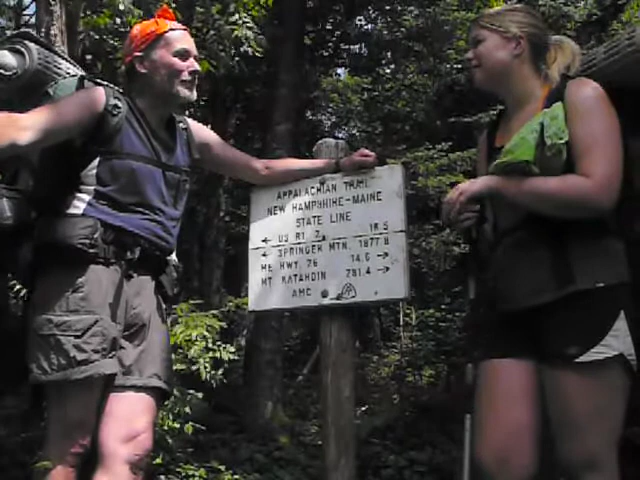 APPALACHIAN TRAIL
NEW HAMPSHIRE-MAINE
STATE LINE
← US RT. 2 16.5
← SPRINGER MTN. 1877.8
ME HWY. 26 14.6 →
MT KATAHDIN 281.4 →
AMC